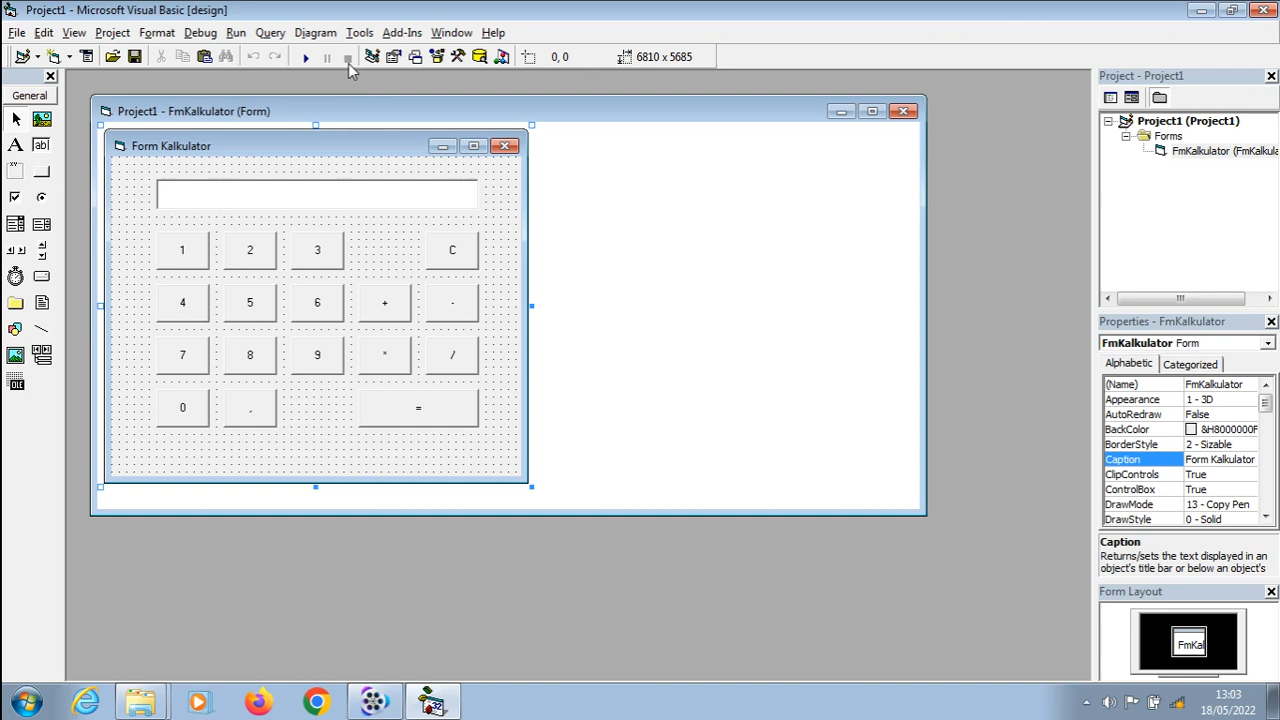 Project1 - Microsoft Visual Basic [design]
File Edit View Project Format Debug Run Query Diagram Tools Add-Ins Window Help
0, 0 6810 x 5685
General
Project1 - FmKalkulator (Form)
Form Kalkulator
1 2 3 C
4 5 6 + -
7 8 9 * /
0 , =
Project - Project1
Project1 (Project1)
Forms
FmKalkulator (FmKalkula
Properties - FmKalkulator
FmKalkulator Form
Alphabetic Categorized
(Name) FmKalkulator
Appearance 1 - 3D
AutoRedraw False
BackColor &H8000000F
BorderStyle 2 - Sizable
Caption Form Kalkulator
ClipControls True
ControlBox True
DrawMode 13 - Copy Pen
DrawStyle 0 - Solid
Caption
Returns/sets the text displayed in an
object's title bar or below an object's
Form Layout
FmKal
13:03
18/05/2022